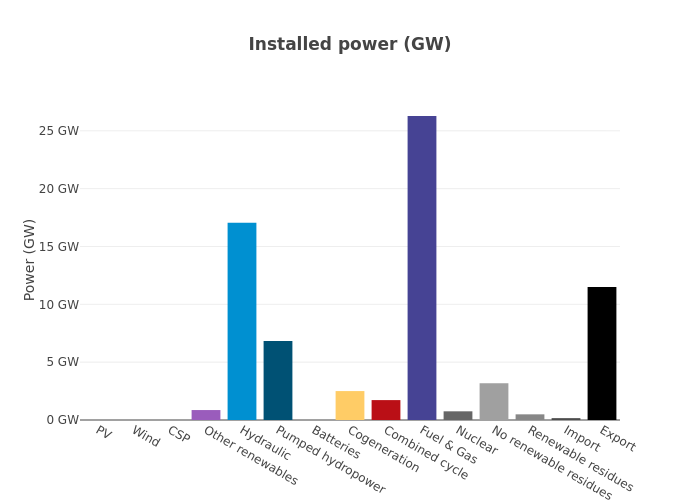 Installed power (GW)
Power (GW)
25 GW
20 GW
15 GW
10 GW
5 GW
0 GW
PV
Wind
CSP
Other renewables
Hydraulic
Pumped hydropower
Batteries
Cogeneration
Combined cycle
Fuel & Gas
Nuclear
No renewable residues
Renewable residues
Import
Export